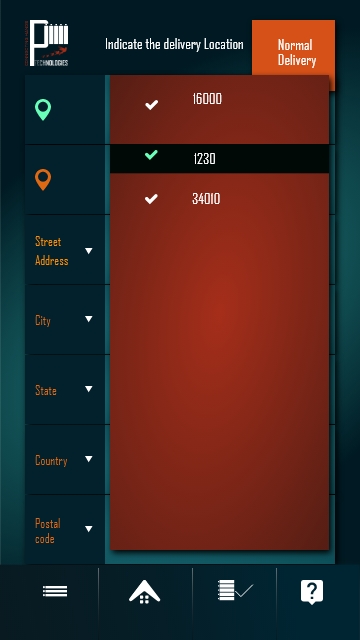 Indicate the delivery Location
Normal
Delivery
TECHNOLOGIES
16000
1230
34010
Street
Address
City
State
Country
Postal
code